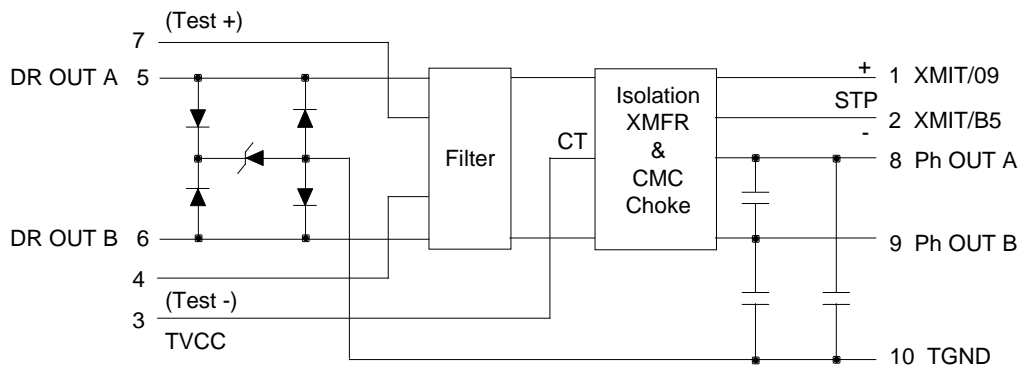 (Test +)
7
DR OUT A 5
DR OUT B 6
4
(Test -)
3
TVCC
Filter
CT
Isolation
XMFR
&
CMC
Choke
+
1 XMIT/09
STP
2 XMIT/B5
-
8 Ph OUT A
9 Ph OUT B
10 TGND